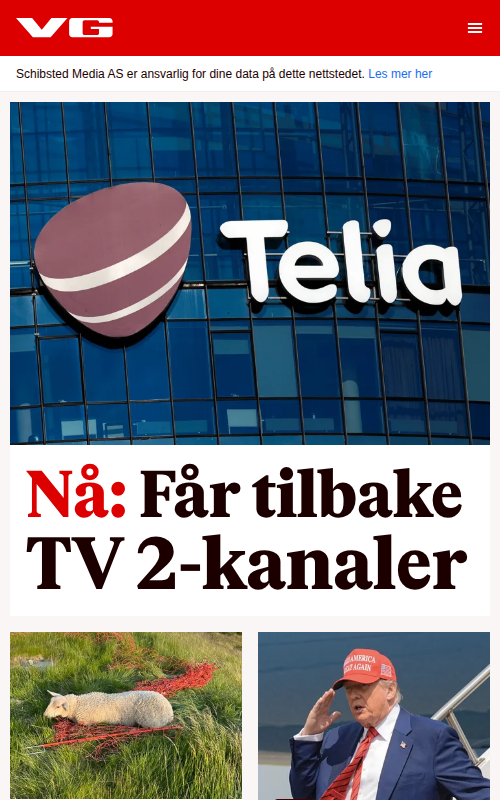 VG
Schibsted Media AS er ansvarlig for dine data på dette nettstedet. Les mer her
Telia
Nå: Får tilbake
TV 2-kanaler